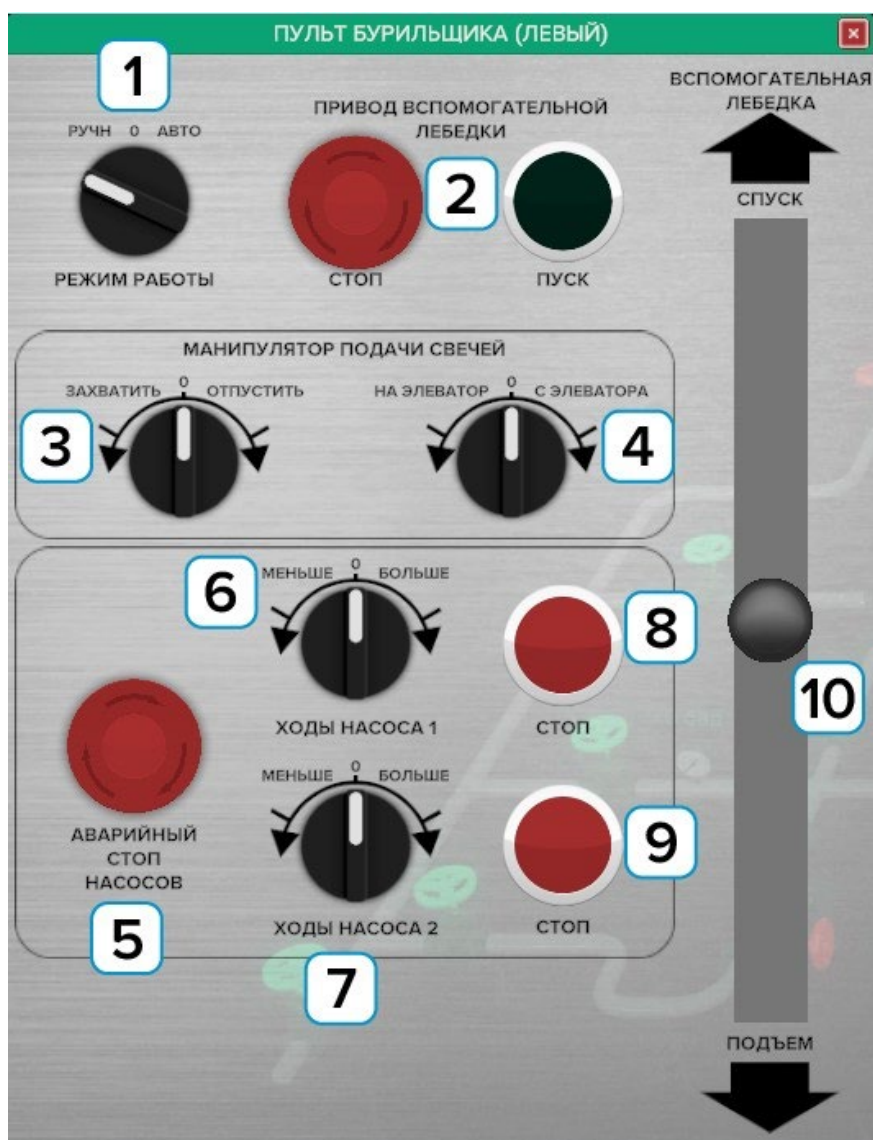 ПУЛЬТ БУРИЛЬЩИКА (ЛЕВЫЙ)
1
РУЧН 0 АВТО
РЕЖИМ РАБОТЫ
ПРИВОД ВСПОМОГАТЕЛЬНОЙ
ЛЕБЕДКИ
2
СТОП
ПУСК
ВСПОМОГАТЕЛЬНАЯ
ЛЕБЕДКА
СПУСК
МАНИПУЛЯТОР ПОДАЧИ СВЕЧЕЙ
ЗАХВАТИТЬ 0 ОТПУСТИТЬ
3
НА ЭЛЕВАТОР 0 С ЭЛЕВАТОРА
4
6
МЕНЬШЕ 0 БОЛЬШЕ
ХОДЫ НАСОСА 1
8
СТОП
10
АВАРИЙНЫЙ
СТОП
НАСОСОВ
5
МЕНЬШЕ 0 БОЛЬШЕ
ХОДЫ НАСОСА 2
7
9
СТОП
ПОДЪЕМ